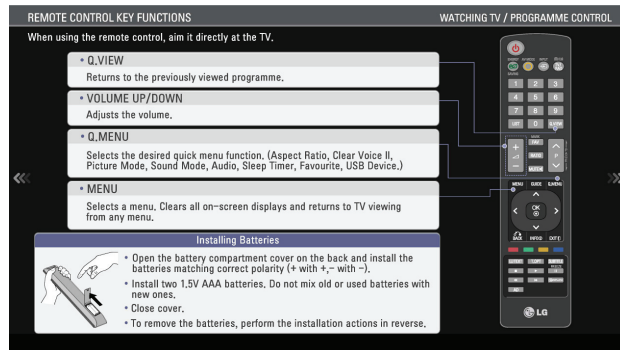 REMOTE CONTROL KEY FUNCTIONS
WATCHING TV / PROGRAMME CONTROL
When using the remote control, aim it directly at the TV.
• Q.VIEW
Returns to the previously viewed programme.
• VOLUME UP/DOWN
Adjusts the volume.
• Q.MENU
Selects the desired quick menu function. (Aspect Ratio, Clear Voice II,
Picture Mode, Sound Mode, Audio, Sleep Timer, Favourite, USB Device.)
• MENU
Selects a menu. Clears all on-screen displays and returns to TV viewing
from any menu.
Installing Batteries
• Open the battery compartment cover on the back and install the
batteries matching correct polarity (+ with +,- with -).
• Install two 1.5V AAA batteries. Do not mix old or used batteries with
new ones.
• Close cover.
• To remove the batteries, perform the installation actions in reverse.
1 2 3
4 5 6
7 8 9
LIST 0 Q.VIEW
+ FAV
RATIO P
- MUTE
MENU GUIDE Q.MENU
OK
BACK INFO EXIT
LG